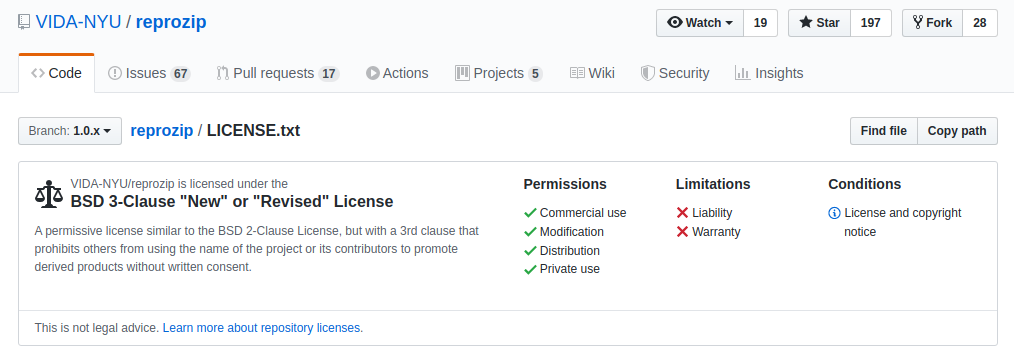 VIDA-NYU / reprozip
Watch 19 Star 197 Fork 28
Code Issues 67 Pull requests 17 Actions Projects 5 Wiki Security Insights
Branch: 1.0.x reprozip / LICENSE.txt Find file Copy path
VIDA-NYU/reprozip is licensed under the
BSD 3-Clause "New" or "Revised" License
A permissive license similar to the BSD 2-Clause License, but with a 3rd clause that
prohibits others from using the name of the project or its contributors to promote
derived products without written consent.
Permissions
Commercial use
Modification
Distribution
Private use
Limitations
Liability
Warranty
Conditions
License and copyright
notice
This is not legal advice. Learn more about repository licenses.